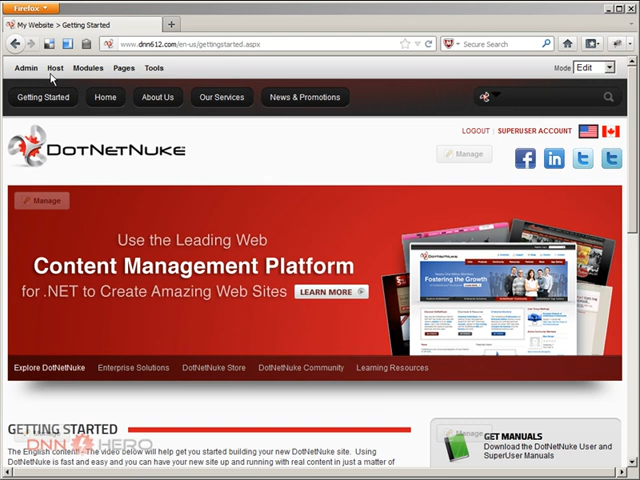 Firefox
My Website > Getting Started
www.dnn612.com/en-us/gettingstarted.aspx
Secure Search
Admin Host Modules Pages Tools
Mode Edit
Getting Started Home About Us Our Services News & Promotions
LOGOUT | SUPERUSER ACCOUNT
DOTNETNUKE
Manage
Manage
Use the Leading Web
Content Management Platform
for .NET to Create Amazing Web Sites LEARN MORE
DOTNETNUKE
Fostering the Growth
Explore DotNetNuke Enterprise Solutions DotNetNuke Store DotNetNuke Community Learning Resources
GETTING STARTED
Manage
DNN HERO
The English content! - The video below will help get you started building your new DotNetNuke site. Using
DotNetNuke is fast and easy and you can have your new site up and running with real content in just a matter of
GET MANUALS
Download the DotNetNuke User and
SuperUser Manuals